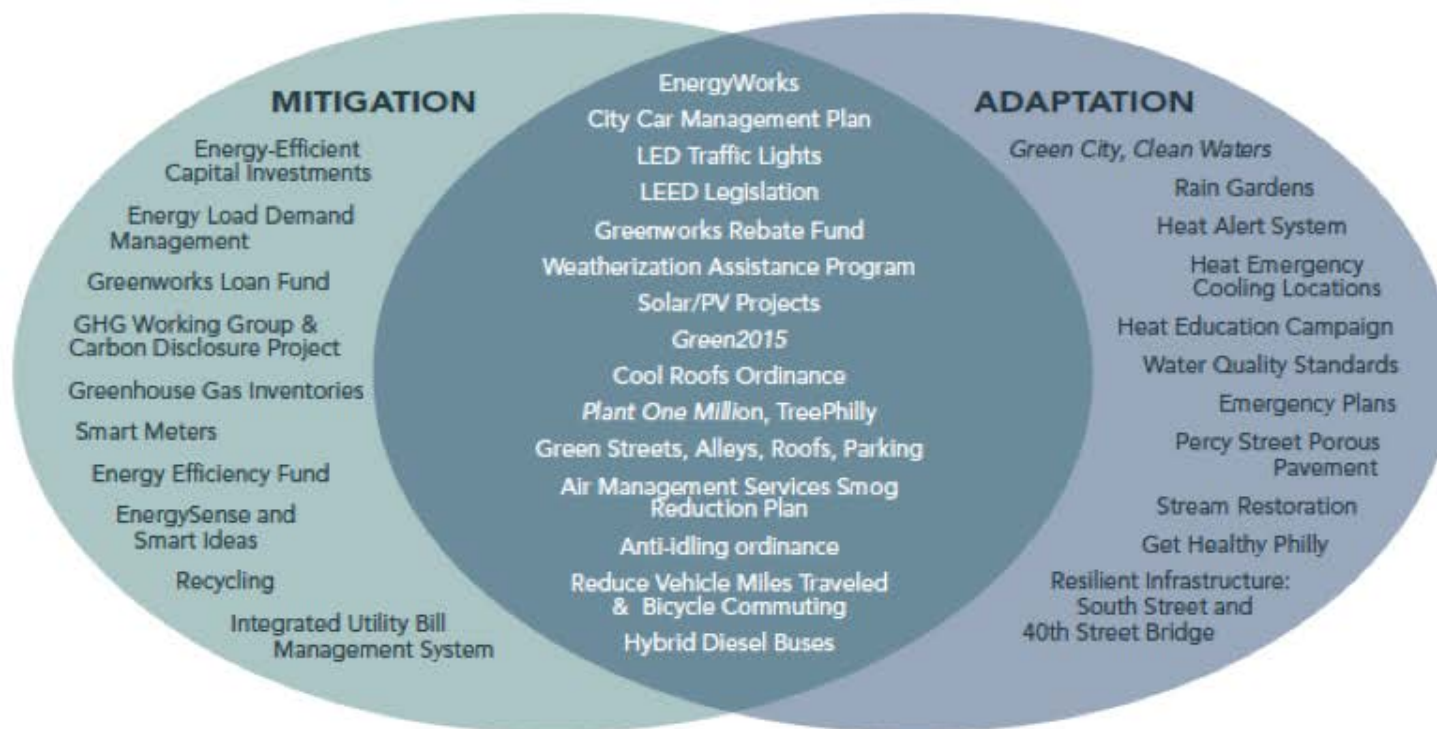 MITIGATION
Energy-Efficient
Capital Investments
Energy Load Demand
Management
Greenworks Loan Fund
GHG Working Group &
Carbon Disclosure Project
Greenhouse Gas Inventories
Smart Meters
Energy Efficiency Fund
EnergySense and
Smart Ideas
Recycling
Integrated Utility Bill
Management System
EnergyWorks
City Car Management Plan
LED Traffic Lights
LEED Legislation
Greenworks Rebate Fund
Weatherization Assistance Program
Solar/PV Projects
Green2015
Cool Roofs Ordinance
Plant One Million, TreePhilly
Green Streets, Alleys, Roofs, Parking
Air Management Services Smog
Reduction Plan
Anti-idling ordinance
Reduce Vehicle Miles Traveled
& Bicycle Commuting
Hybrid Diesel Buses
ADAPTATION
Green City, Clean Waters
Rain Gardens
Heat Alert System
Heat Emergency
Cooling Locations
Heat Education Campaign
Water Quality Standards
Emergency Plans
Percy Street Porous
Pavement
Stream Restoration
Get Healthy Philly
Resilient Infrastructure:
South Street and
40th Street Bridge